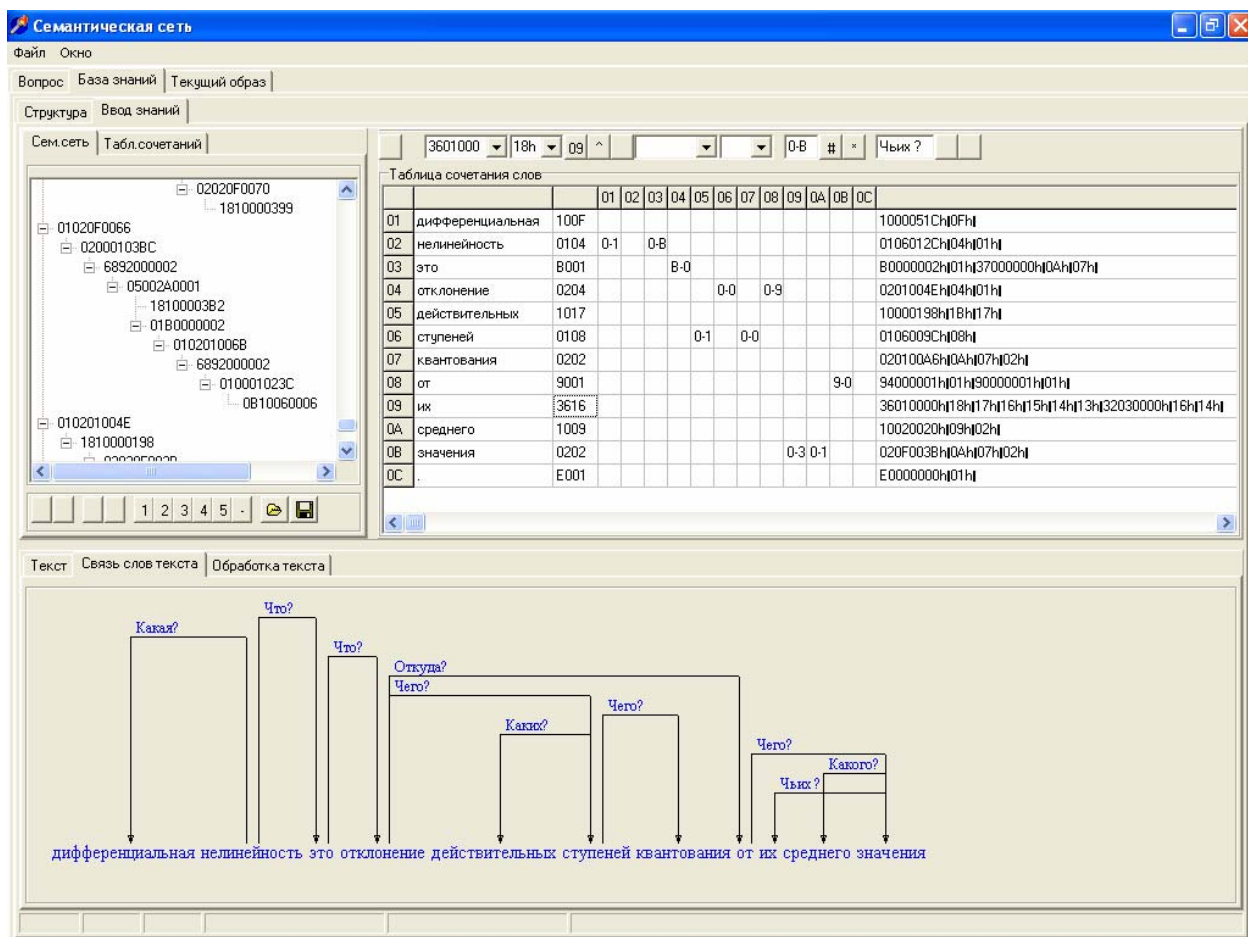 Семантическая сеть
Файл Окно
Вопрос База знаний Текущий образ
Структура Ввод знаний
Сем.сеть Табл.сочетаний
3601000 18h 09 ^ 0-B # * Чьих ?
02020F0070
1810000399
01020F0066
02000103BC
6892000002
05002A0001
18100003B2
01B0000002
010201006B
6892000002
010001023C
0B10060006
010201004E
1810000198
Таблица сочетания слов
01 02 03 04 05 06 07 08 09 0A 0B 0C
01 дифференциальная 100F 1000051Ch|0Fh|
02 нелинейность 0104 0-1 0-B 0106012Ch|04h|01h|
03 это B001 B-0 B0000002h|01h|37000000h|0Ah|07h|
04 отклонение 0204 0-0 0-9 0201004Eh|04h|01h|
05 действительных 1017 10000198h|1Bh|17h|
06 ступеней 0108 0-1 0-0 0106009Ch|08h|
07 квантования 0202 020100A6h|0Ah|07h|02h|
08 от 9001 9-0 94000001h|01h|90000001h|01h|
09 их 3616 36010000h|18h|17h|16h|15h|14h|13h|32030000h|16h|14h|
0A среднего 1009 10020020h|09h|02h|
0B значения 0202 0-3 0-1 020F003Bh|0Ah|07h|02h|
0C . E001 E0000000h|01h|
1 2 3 4 5 -
Текст Связь слов текста Обработка текста
Что?
Какая?
Что?
Откуда?
Чего?
Чего?
Каких?
Чего?
Какого?
Чьих ?
дифференциальная нелинейность это отклонение действительных ступеней квантования от их среднего значения